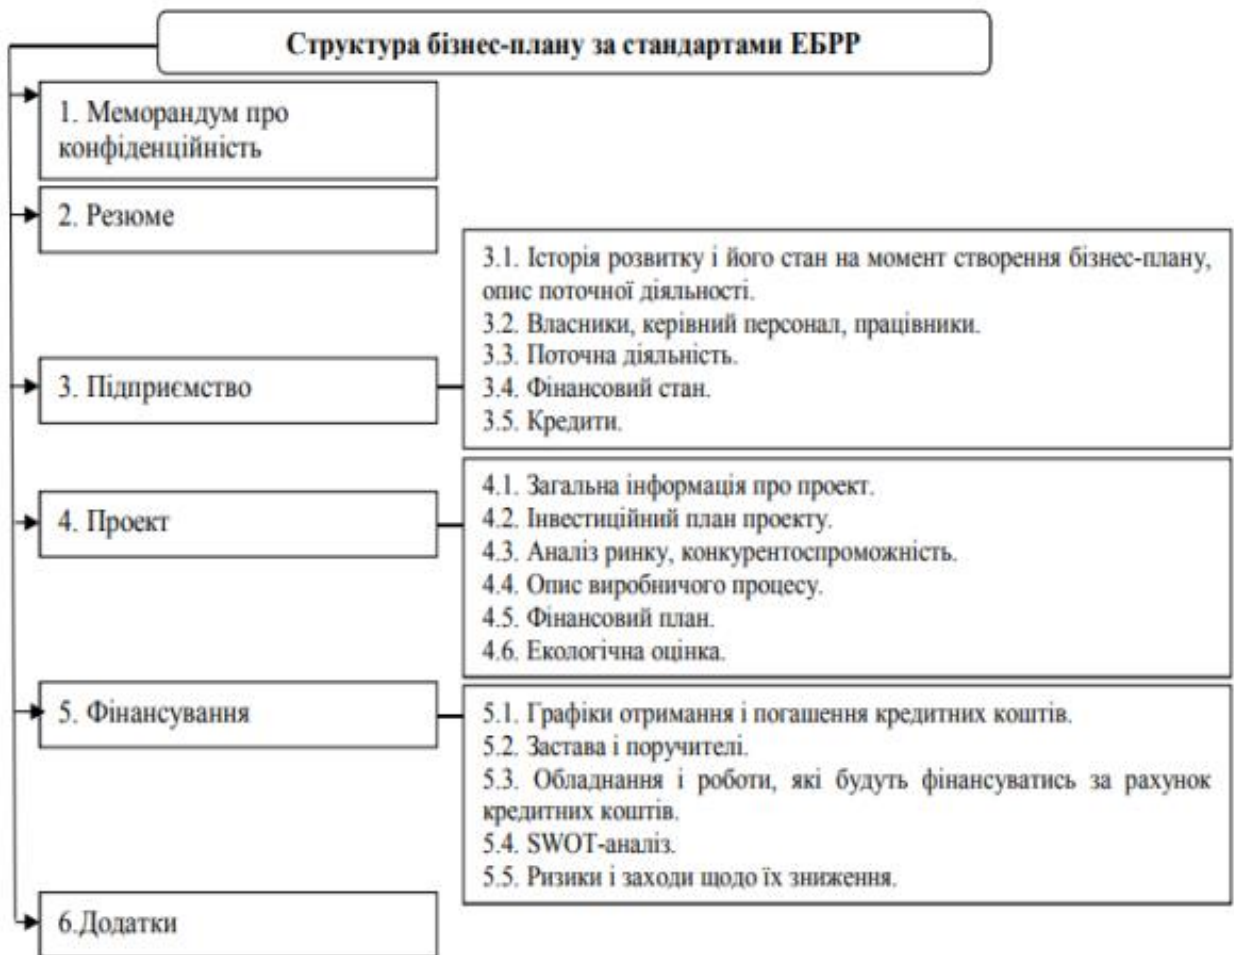 Структура бізнес-плану за стандартами ЕБРР
1. Меморандум про
конфіденційність
2. Резюме
3. Підприємство
3.1. Історія розвитку і його стан на момент створення бізнес-плану,
опис поточної діяльності.
3.2. Власники, керівний персонал, працівники.
3.3. Поточна діяльність.
3.4. Фінансовий стан.
3.5. Кредити.
4. Проект
4.1. Загальна інформація про проект.
4.2. Інвестиційний план проекту.
4.3. Аналіз ринку, конкурентоспроможність.
4.4. Опис виробничого процесу.
4.5. Фінансовий план.
4.6. Екологічна оцінка.
5. Фінансування
5.1. Графіки отримання і погашення кредитних коштів.
5.2. Застава і поручителі.
5.3. Обладнання і роботи, які будуть фінансуватись за рахунок
кредитних коштів.
5.4. SWOT-аналіз.
5.5. Ризики і заходи щодо їх зниження.
6.Додатки